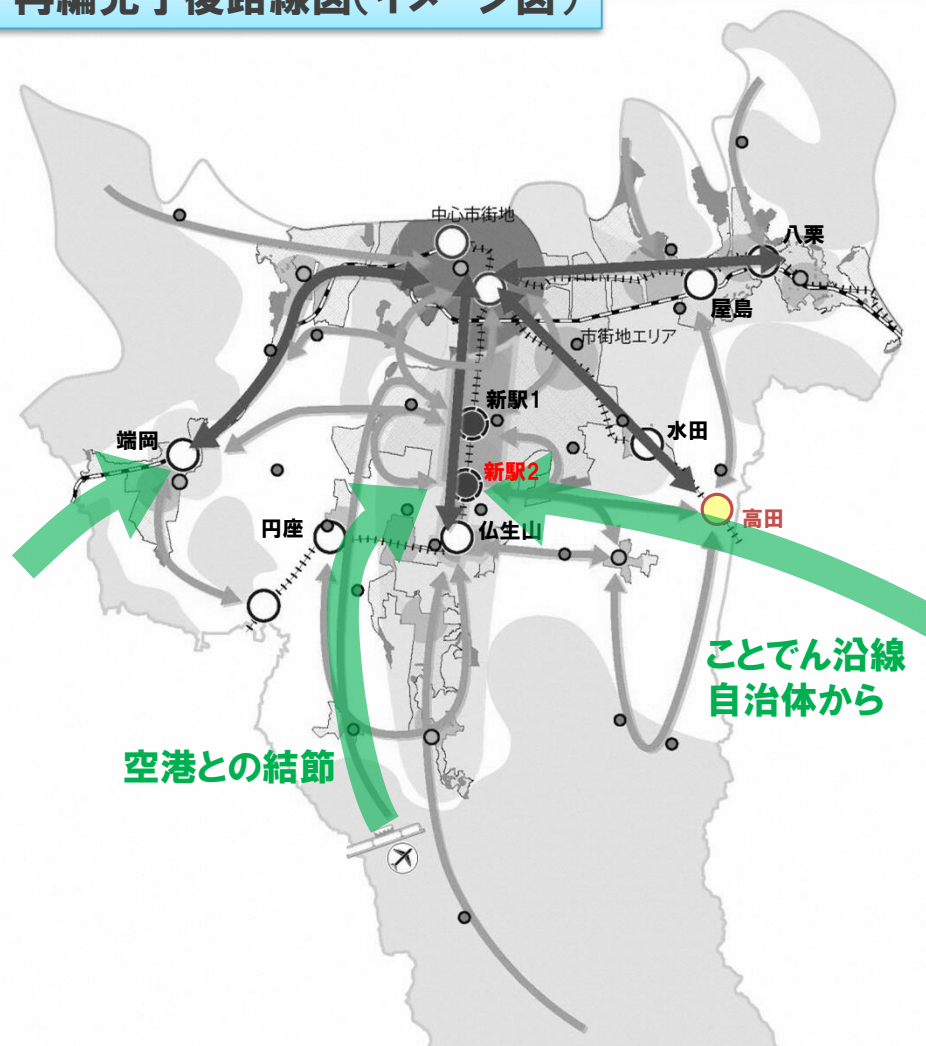 再編完了後路線図(イメージ図)
中心市街地
八栗
屋島
市街地エリア
新駅1
水田
端岡
新駅2
高田
円座
仏生山
ことでん沿線
自治体から
空港との結節